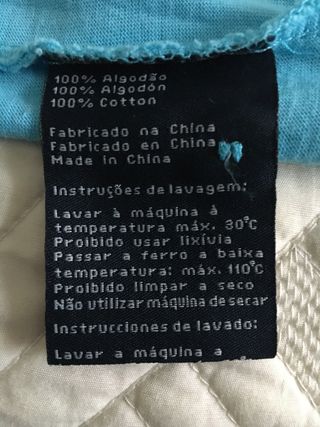 100% Algodão
100% Algodón
100% Cotton
Fabricado na China
Fabricado en China
Made in China
Instruções de lavagem:
Lavar à máquina à
temperatura máx. 30ºC
Proibido usar lixívia
Passar a ferro a baixa
temperatura: máx. 110ºC
Proibido limpar a seco
Não utilizar máquina de secar
Instrucciones de lavado:
Lavar a máquina a